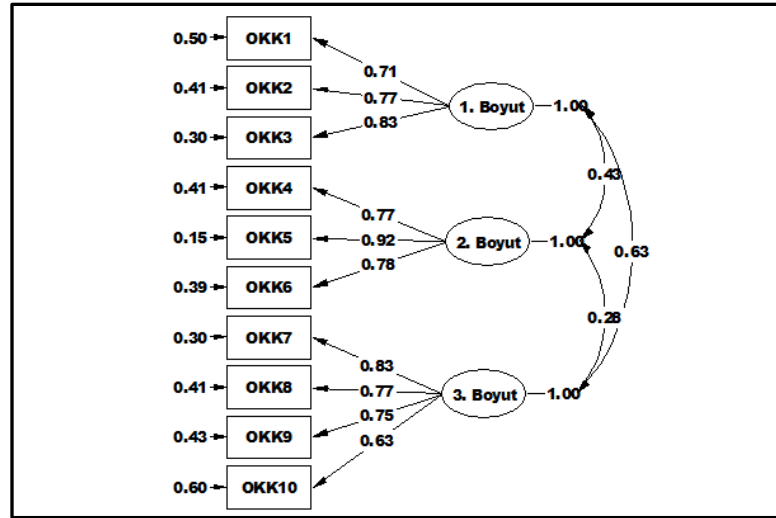 0.50 OKK1
0.71
0.41 OKK2
0.77
1. Boyut 1.00
0.30 OKK3
0.83
0.43
0.41 OKK4
0.77
0.15 OKK5
0.92
2. Boyut 1.00
0.63
0.39 OKK6
0.78
0.28
0.30 OKK7
0.83
0.41 OKK8
0.77
3. Boyut 1.00
0.75
0.43 OKK9
0.63
0.60 OKK10